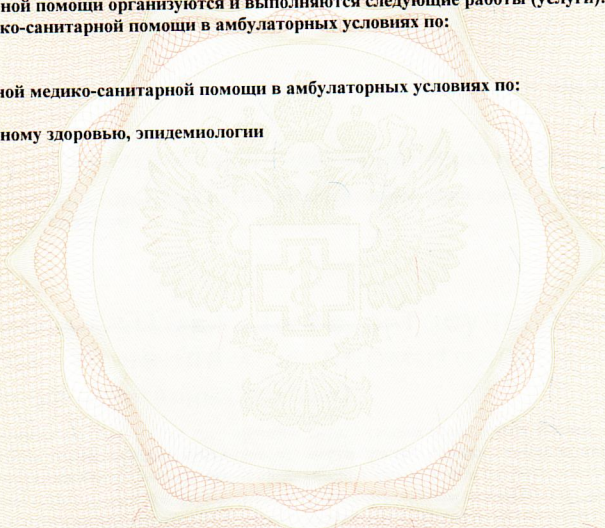 ной помощи организуются и выполняются следующие работы (услуги):
ко-санитарной помощи в амбулаторных условиях по:
ной медико-санитарной помощи в амбулаторных условиях по:
ному здоровью, эпидемиологии